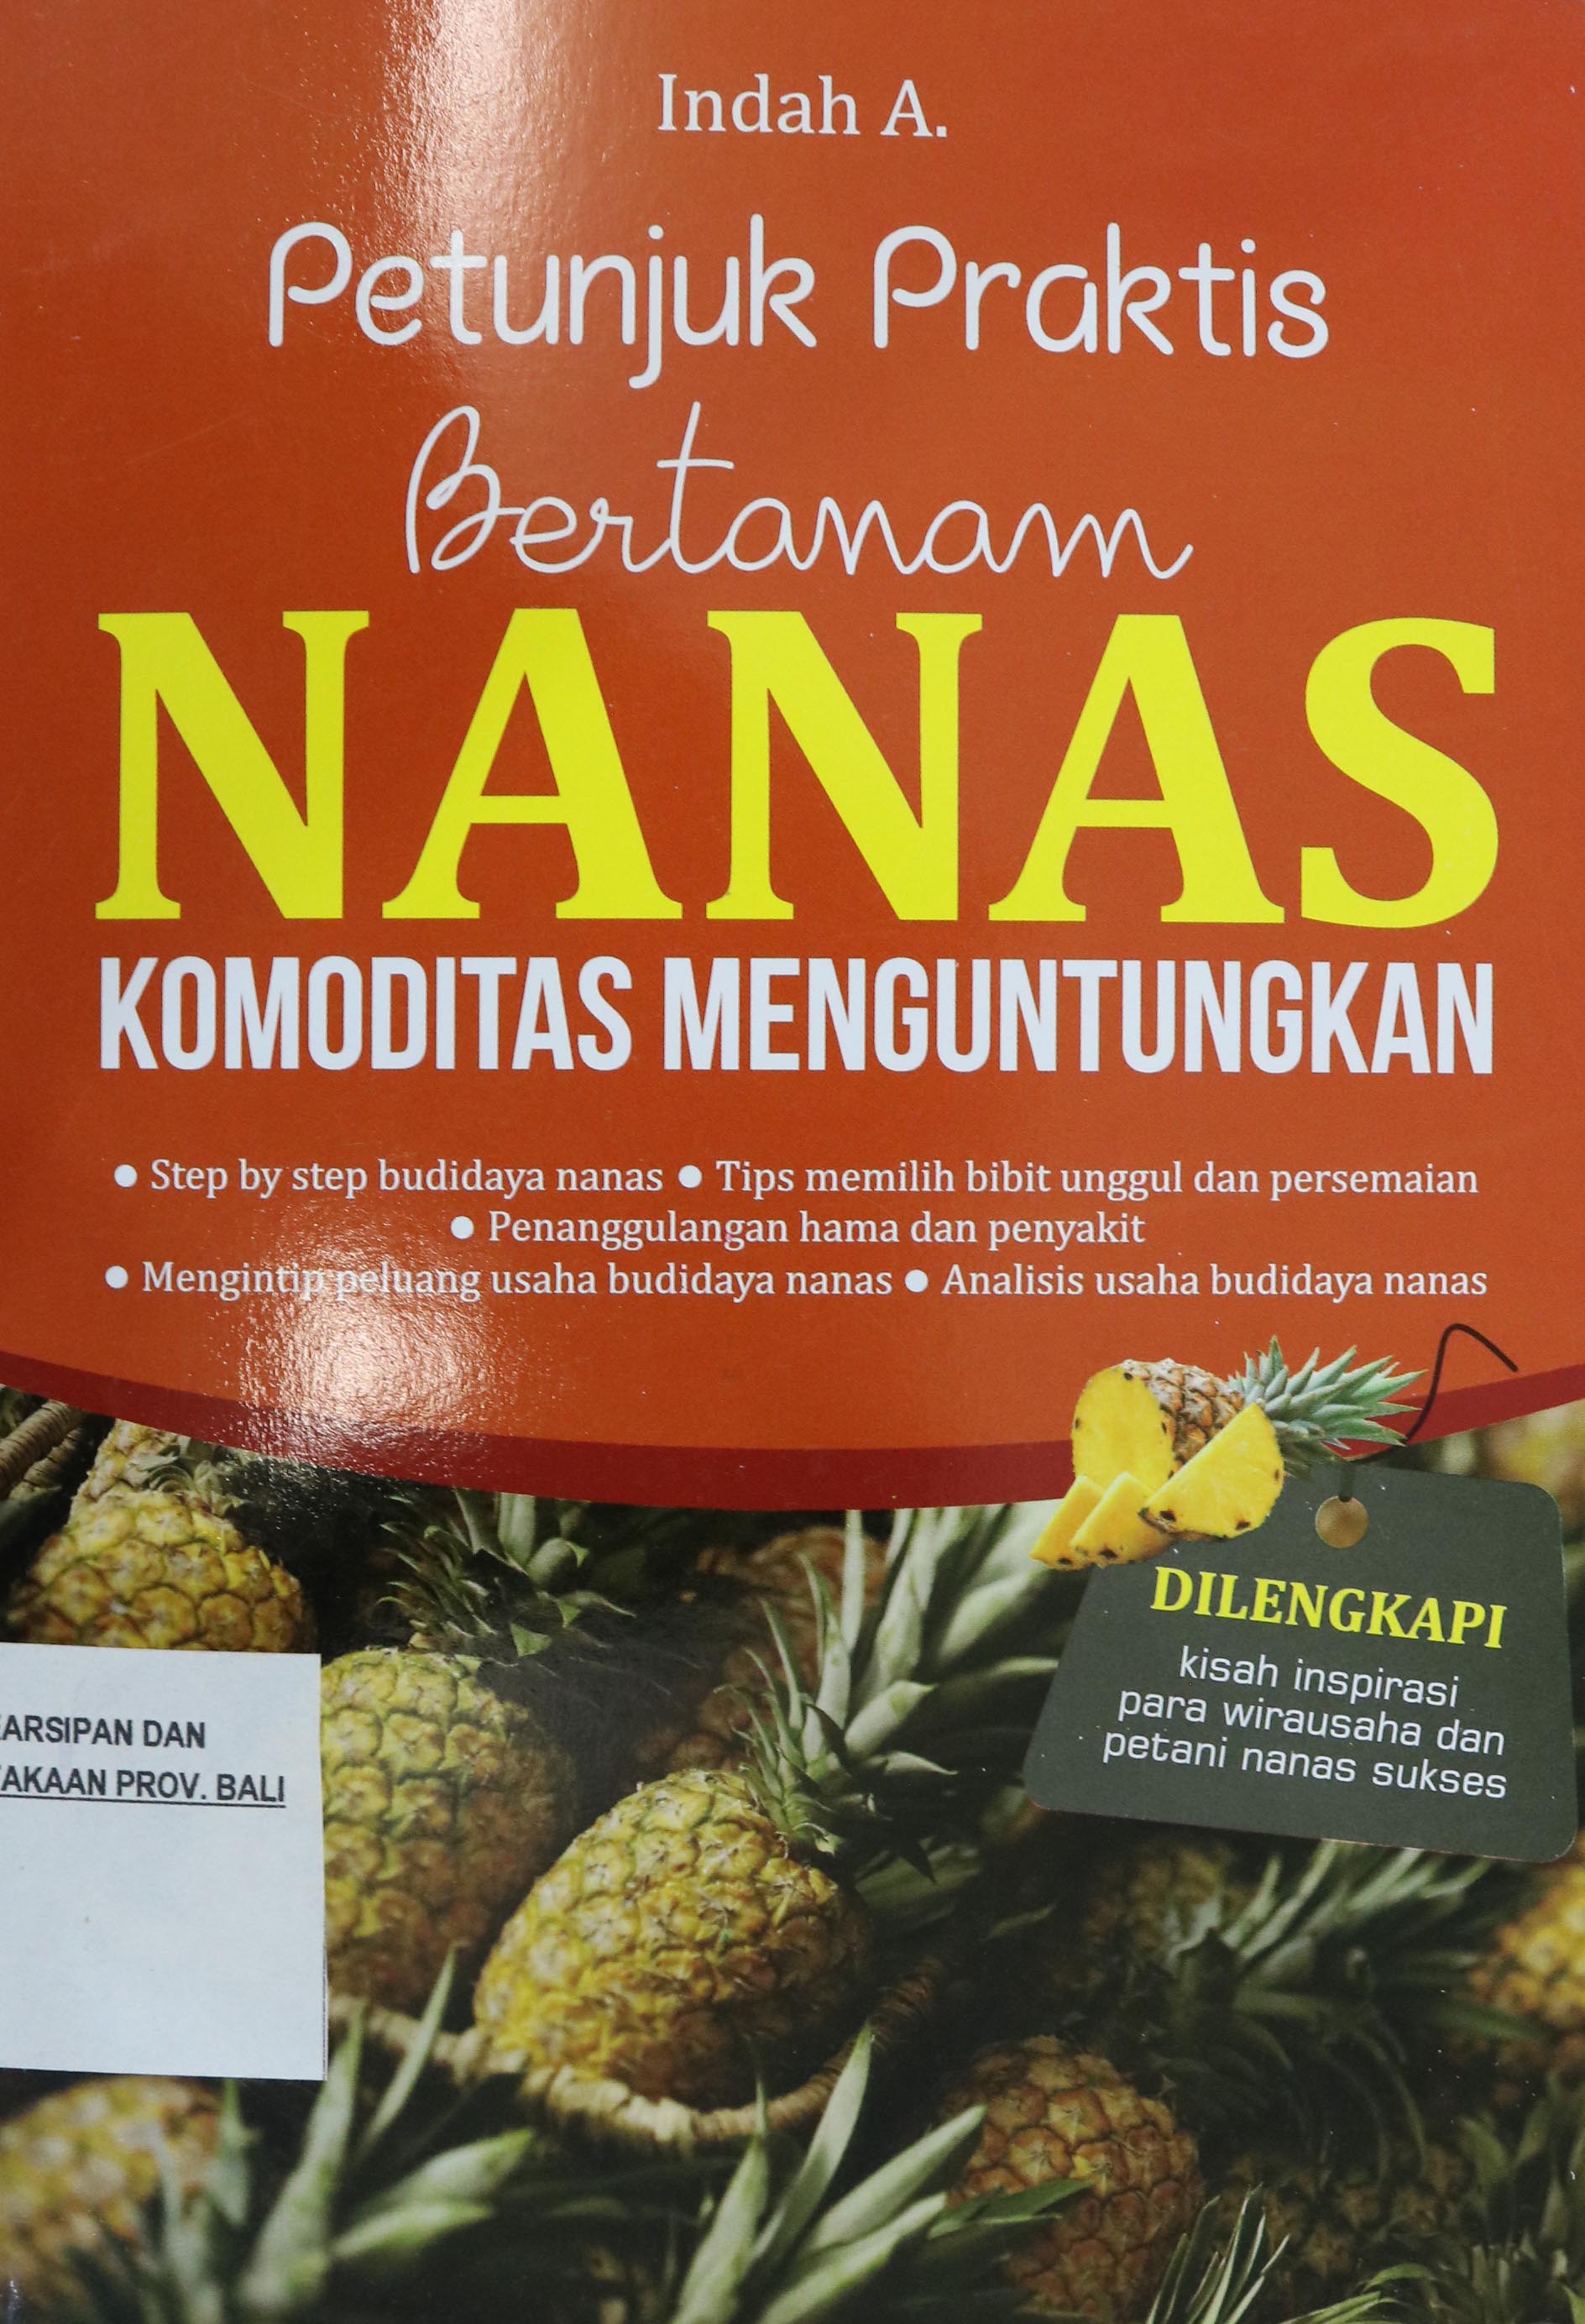 Indah A.
Petunjuk Praktis
Bertanam
NANAS
KOMODITAS MENGUNTUNGKAN
● Step by step budidaya nanas ● Tips memilih bibit unggul dan persemaian
● Penanggulangan hama dan penyakit
● Mengintip peluang usaha budidaya nanas ● Analisis usaha budidaya nanas
DILENGKAPI
kisah inspirasi
para wirausaha dan
petani nanas sukses
EARSIPAN DAN
TAKAAN PROV. BALI